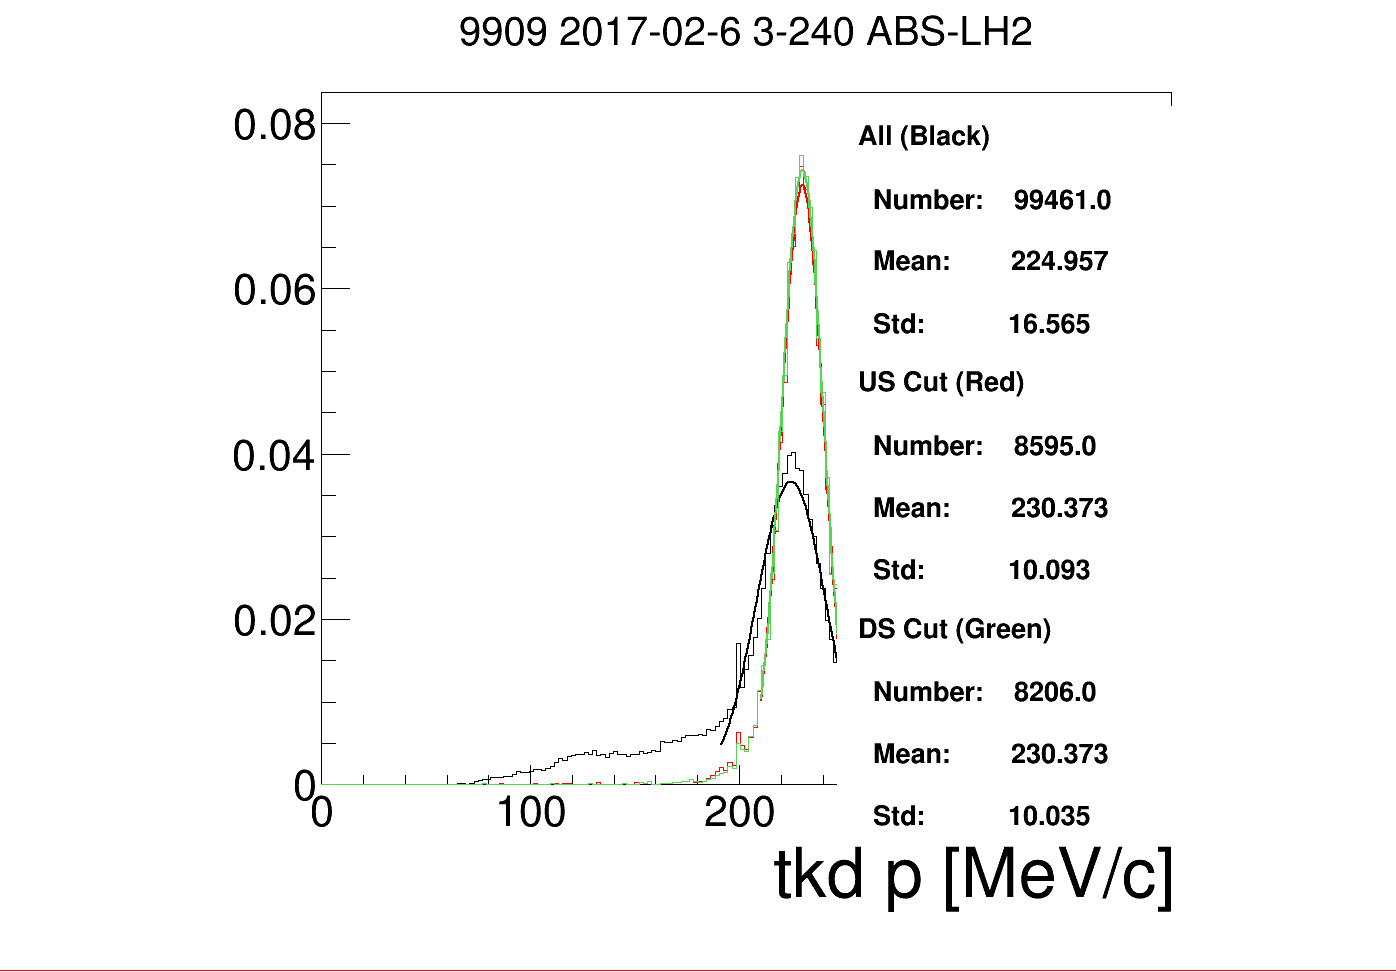 9909 2017-02-6 3-240 ABS-LH2
0.08
0.06
0.04
0.02
0
0 100 200
tkd p [MeV/c]
All (Black)
Number: 99461.0
Mean: 224.957
Std: 16.565
US Cut (Red)
Number: 8595.0
Mean: 230.373
Std: 10.093
DS Cut (Green)
Number: 8206.0
Mean: 230.373
Std: 10.035